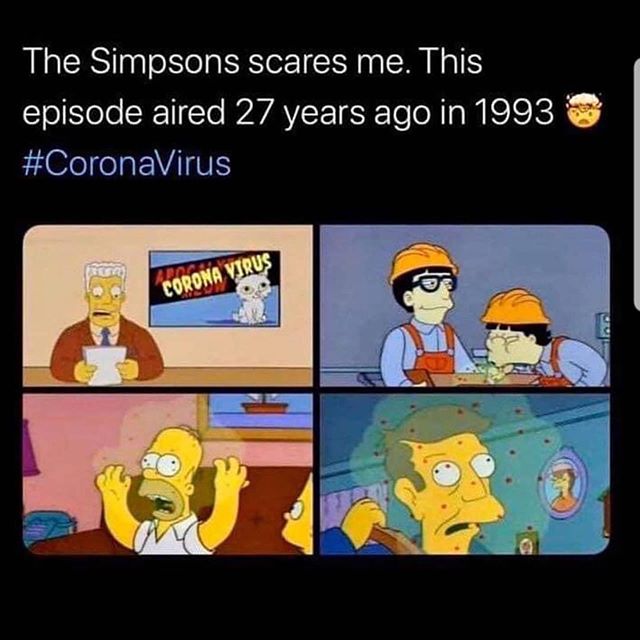 The Simpsons scares me. This
episode aired 27 years ago in 1993 🤯
#CoronaVirus
CORONA VIRUS